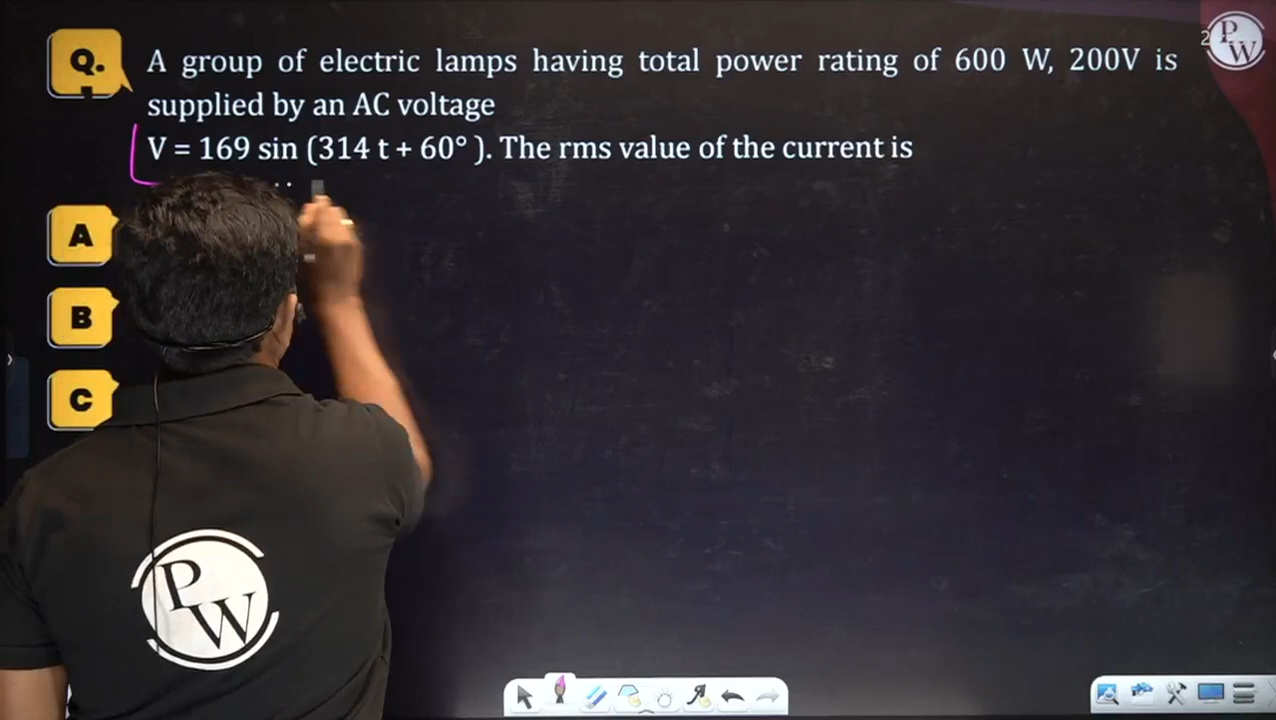 Q. A group of electric lamps having total power rating of 600 W, 200V is
supplied by an AC voltage
V = 169 sin (314 t + 60° ). The rms value of the current is
A
B
C
P
W
P
W
2